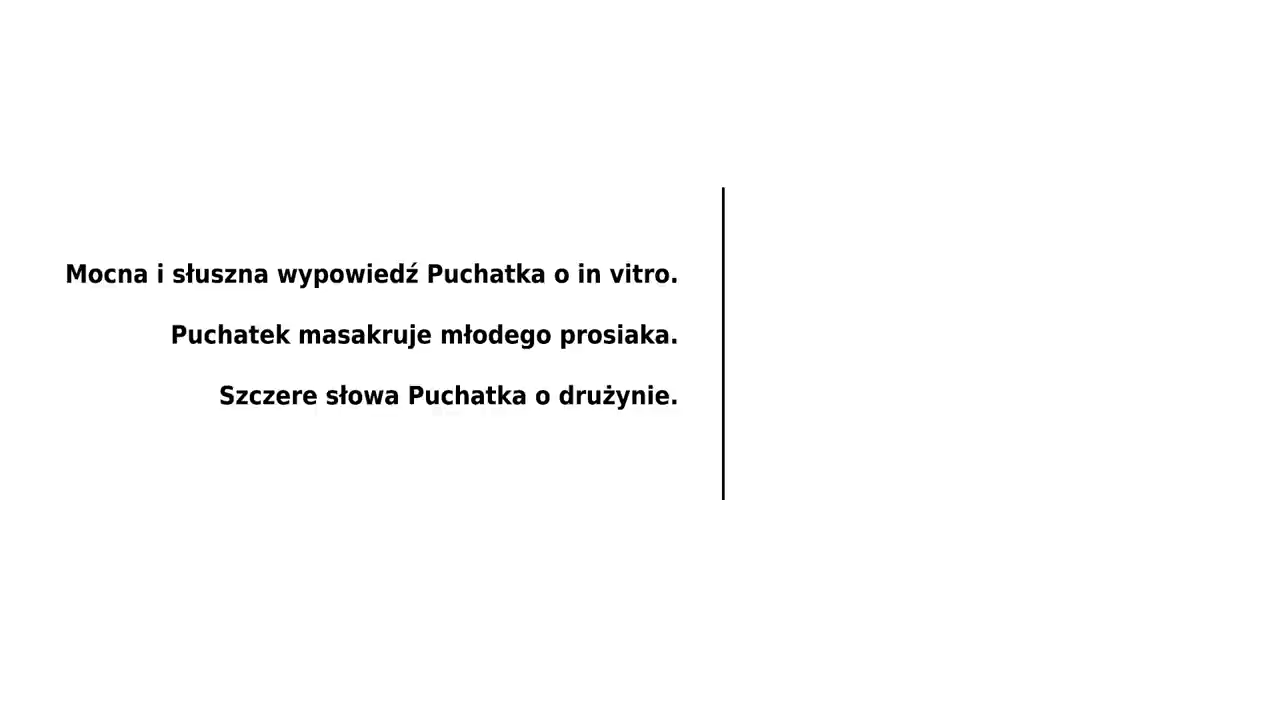 Mocna i słuszna wypowiedź Puchatka o in vitro.
Puchatek masakruje młodego prosiaka.
Szczere słowa Puchatka o drużynie.